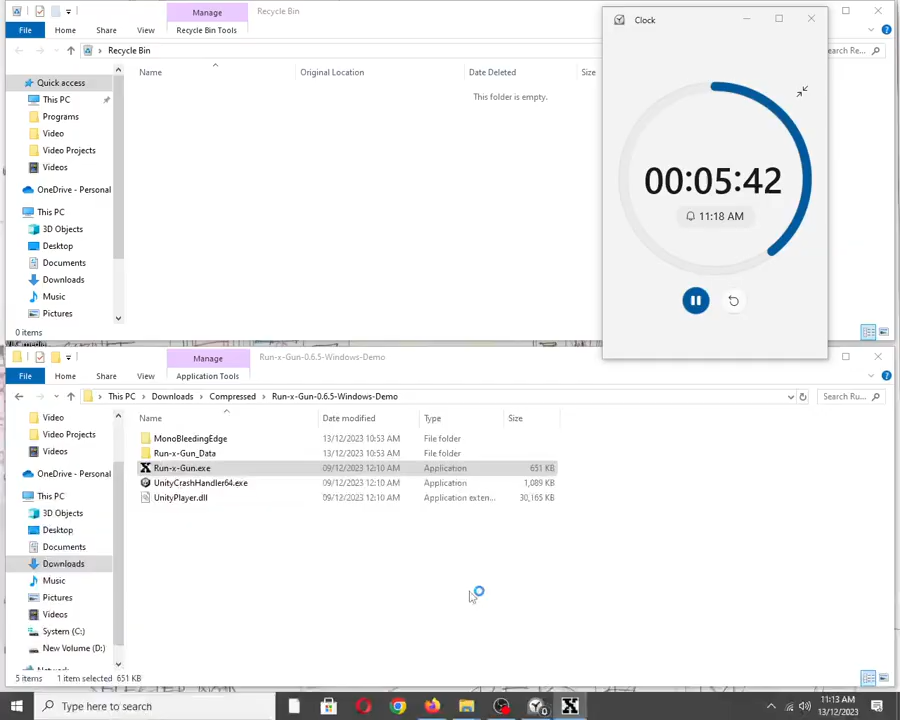 Manage
Recycle Bin
File
Home
Share
View
Recycle Bin Tools
Recycle Bin
Name
Original Location
Date Deleted
Size
This folder is empty.
Quick access
This PC
Programs
Video
Video Projects
Videos
OneDrive - Personal
This PC
3D Objects
Desktop
Documents
Downloads
Music
Pictures
0 items
Clock
00:05:42
11:18 AM
Manage
Run-x-Gun-0.6.5-Windows-Demo
File
Home
Share
View
Application Tools
This PC > Downloads > Compressed > Run-x-Gun-0.6.5-Windows-Demo
Search Ru...
Name
Date modified
Type
Size
MonoBleedingEdge 13/12/2023 10:53 AM File folder
Run-x-Gun_Data 13/12/2023 10:53 AM File folder
Run-x-Gun.exe 09/12/2023 12:10 AM Application 651 KB
UnityCrashHandler64.exe 09/12/2023 12:10 AM Application 1,089 KB
UnityPlayer.dll 09/12/2023 12:10 AM Application exten... 30,165 KB
Video
Video Projects
Videos
OneDrive - Personal
This PC
3D Objects
Desktop
Documents
Downloads
Music
Pictures
Videos
System (C:)
New Volume (D:)
5 items 1 item selected 651 KB
Type here to search
11:13 AM
13/12/2023